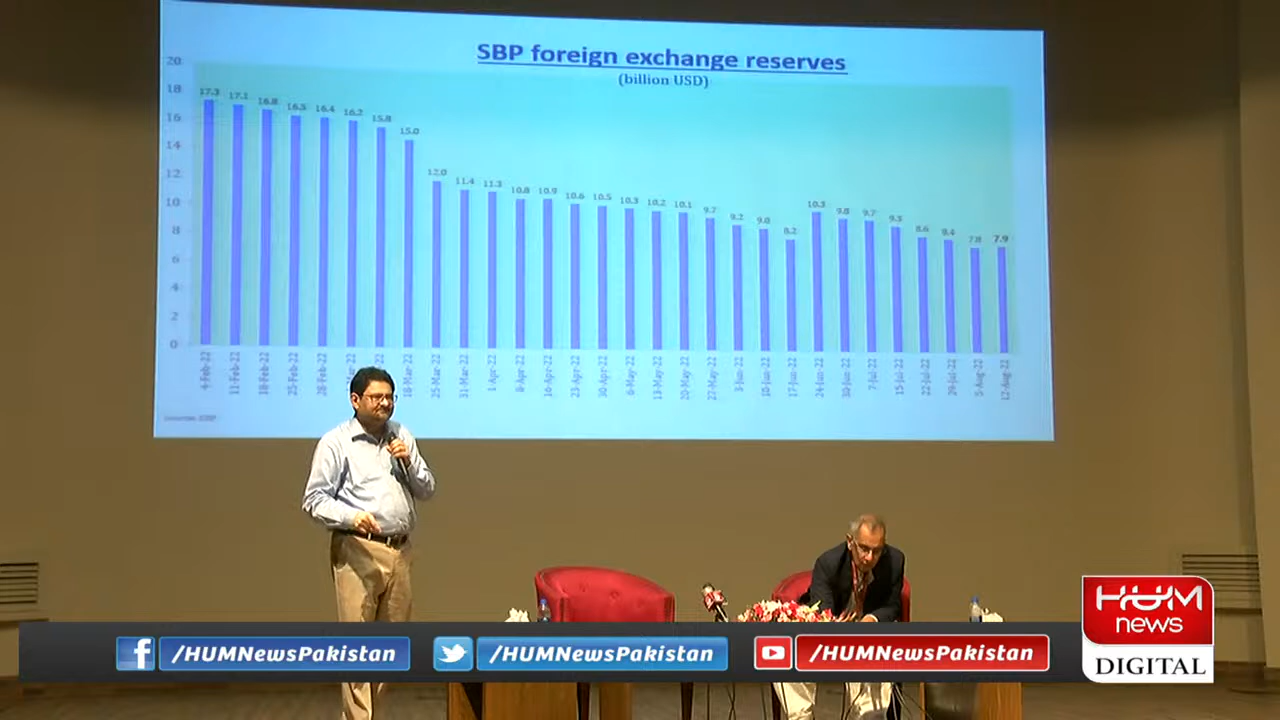 SBP foreign exchange reserves
(billion USD)
20
18
16
14
12
10
8
6
4
2
0
17.3 17.1 16.8 16.5 16.4 16.2 15.8 15.0 12.0 11.4 11.3 10.8 10.9 10.6 10.5 10.3 10.2 10.1 9.7 9.2 9.0 8.2 10.3 9.8 9.7 9.3 8.6 8.4 7.8 7.9
4-Feb-22
11-Feb-22
18-Feb-22
25-Feb-22
28-Feb-22
Mar-22
18-Mar-22
25-Mar-22
31-Mar-22
1-Apr-22
8-Apr-22
16-Apr-22
23-Apr-22
30-Apr-22
6-May-22
13-May-22
20-May-22
27-May-22
3-Jun-22
10-Jun-22
17-Jun-22
24-Jun-22
30-Jun-22
7-Jul-22
15-Jul-22
22-Jul-22
29-Jul-22
5-Aug-22
12-Aug-22
f /HUMNewsPakistan
/HUMNewsPakistan
/HUMNewsPakistan
HUM
news
DIGITAL